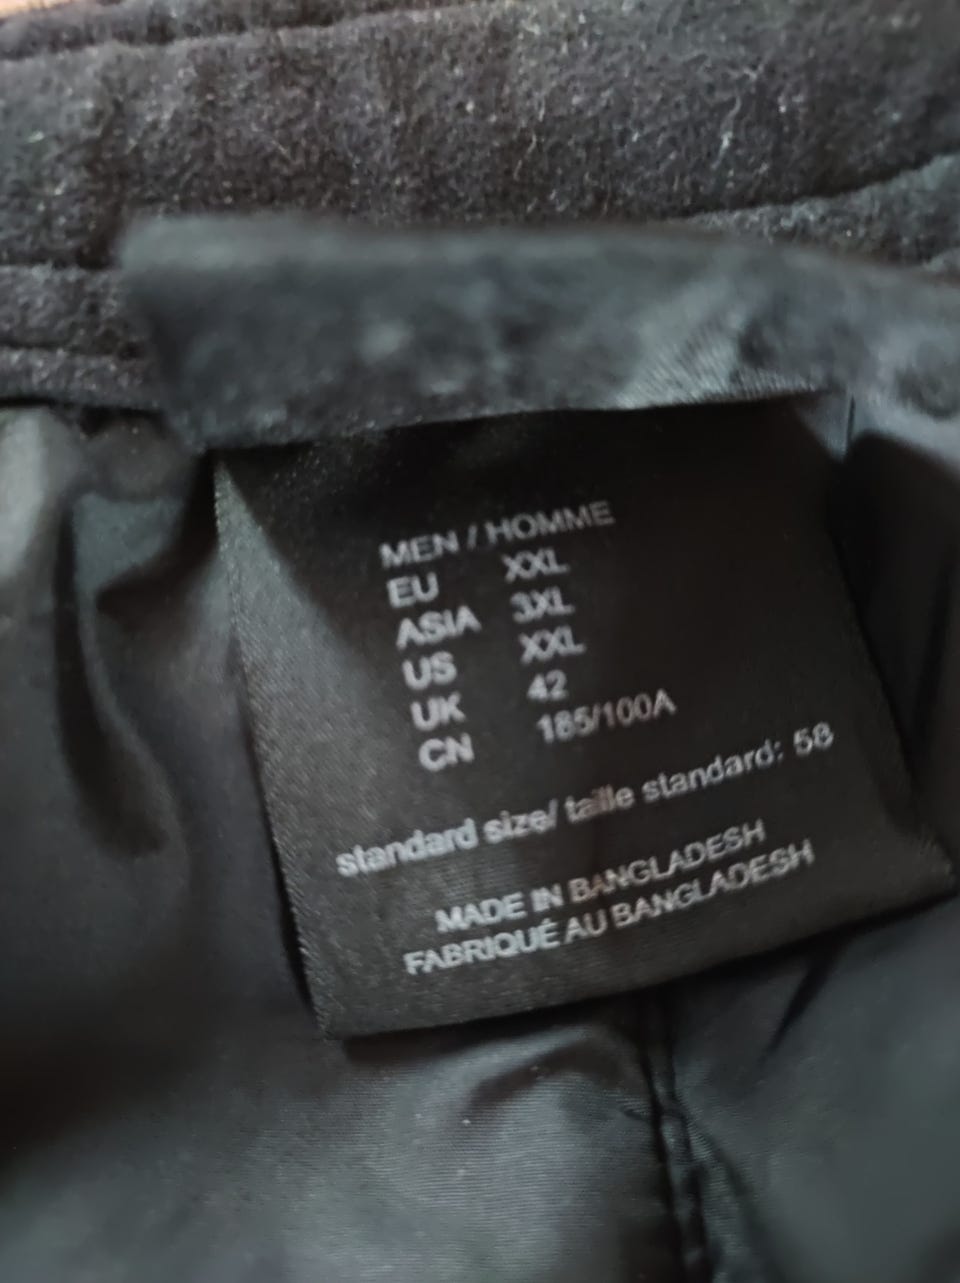 MEN / HOMME
EU XXL
ASIA 3XL
US XXL
UK 42
CN 185/100A
standard size/ taille standard: 58
MADE IN BANGLADESH
FABRIQUÉ AU BANGLADESH